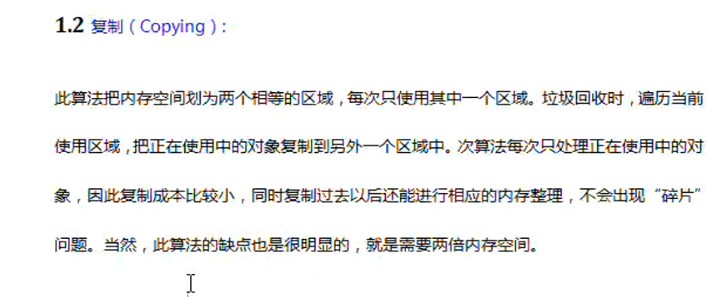 1.2 复制（Copying）:
此算法把内存空间划为两个相等的区域，每次只使用其中一个区域。垃圾回收时，遍历当前
使用区域，把正在使用中的对象复制到另外一个区域中。次算法每次只处理正在使用中的对
象，因此复制成本比较小，同时复制过去以后还能进行相应的内存整理，不会出现“碎片”
问题。当然，此算法的缺点也是很明显的，就是需要两倍内存空间。